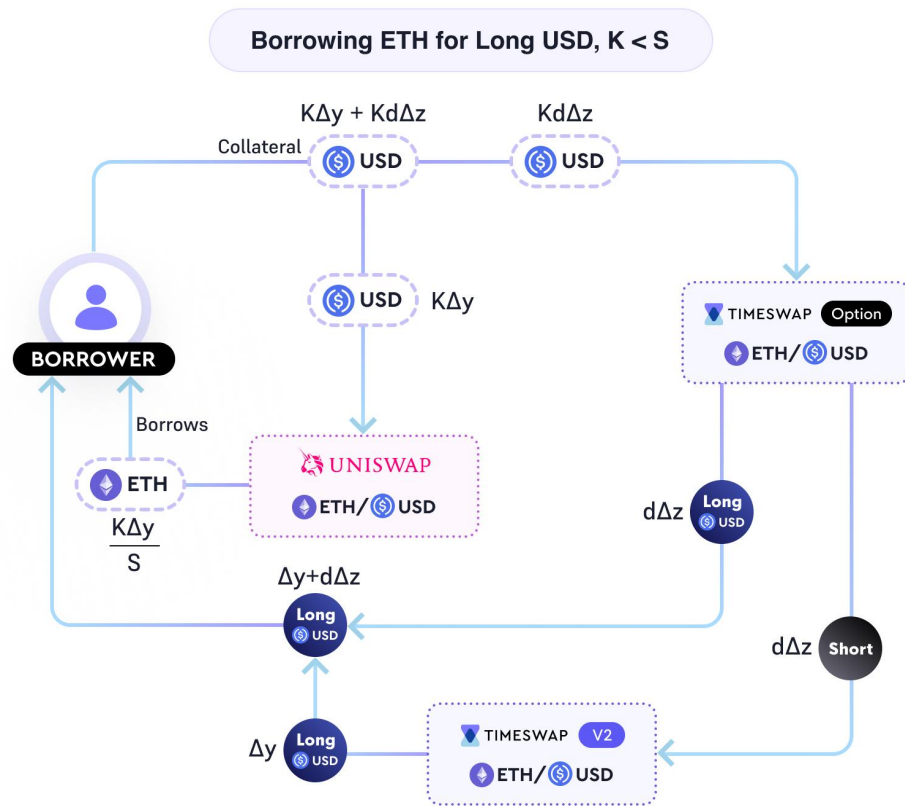 Borrowing ETH for Long USD, K < S
KΔy + KdΔz
KdΔz
Collateral
USD
USD
USD
KΔy
TIMESWAP Option
ETH/ USD
BORROWER
Borrows
ETH
KΔy
S
UNISWAP
ETH/ USD
dΔz
Long
USD
Δy+dΔz
Long
USD
dΔz
Short
Δy
Long
USD
TIMESWAP V2
ETH/ USD